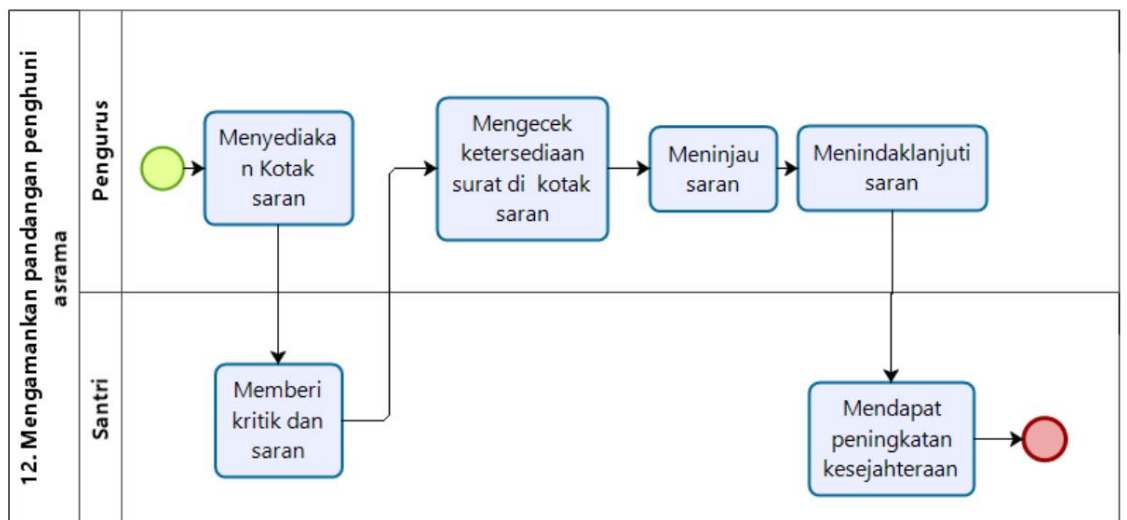 12. Mengamankan pandangan penghuni
asrama
Pengurus
Menyediaka
n Kotak
saran
Mengecek
ketersediaan
surat di kotak
saran
Meninjau
saran
Menindaklanjuti
saran
Santri
Memberi
kritik dan
saran
Mendapat
peningkatan
kesejahteraan